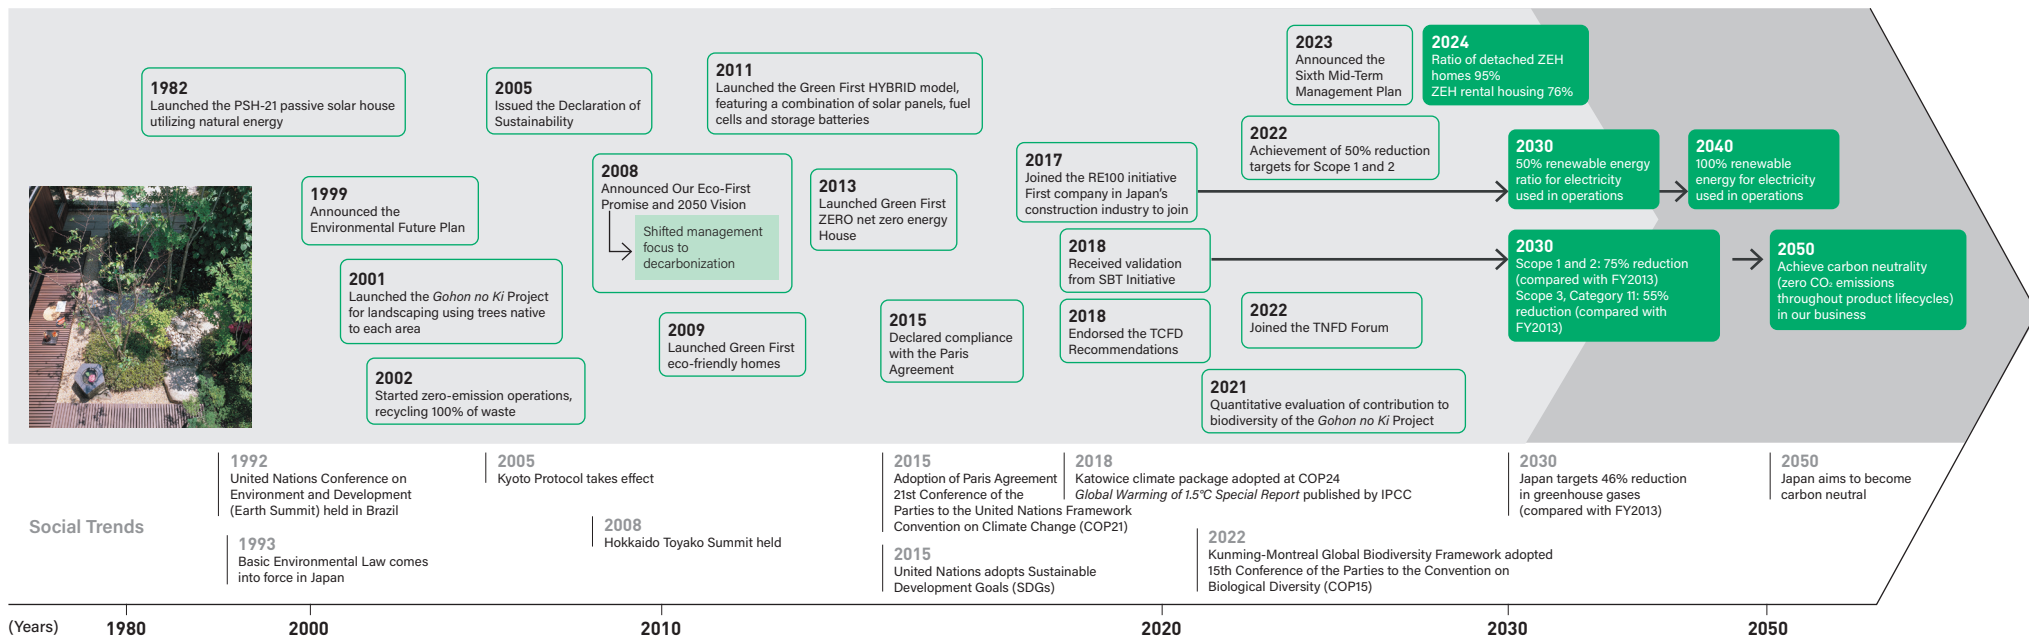 1982
Launched the PSH-21 passive solar house
utilizing natural energy
1999
Announced the
Environmental Future Plan
2001
Launched the Gohon no Ki Project
for landscaping using trees native
to each area
2002
Started zero-emission operations,
recycling 100% of waste
2005
Issued the Declaration of
Sustainability
2008
Announced Our Eco-First
Promise and 2050 Vision
Shifted management
focus to
decarbonization
2009
Launched Green First
eco-friendly homes
2011
Launched the Green First HYBRID model,
featuring a combination of solar panels, fuel
cells and storage batteries
2013
Launched Green First
ZERO net zero energy
House
2015
Declared compliance
with the Paris
Agreement
2017
Joined the RE100 initiative
First company in Japan's
construction industry to join
2018
Received validation
from SBT Initiative
2018
Endorsed the TCFD
Recommendations
2021
Quantitative evaluation of contribution to
biodiversity of the Gohon no Ki Project
2022
Achievement of 50% reduction
targets for Scope 1 and 2
2022
Joined the TNFD Forum
2023
Announced the
Sixth Mid-Term
Management Plan
2024
Ratio of detached ZEH
homes 95%
ZEH rental housing 76%
2030
50% renewable energy
ratio for electricity
used in operations
2040
100% renewable
energy for electricity
used in operations
2030
Scope 1 and 2: 75% reduction
(compared with FY2013)
Scope 3, Category 11: 55%
reduction (compared with
FY2013)
2050
Achieve carbon neutrality
(zero CO₂ emissions
throughout product lifecycles)
in our business
Social Trends
1992
United Nations Conference on
Environment and Development
(Earth Summit) held in Brazil
1993
Basic Environmental Law comes
into force in Japan
2005
Kyoto Protocol takes effect
2008
Hokkaido Toyako Summit held
2015
Adoption of Paris Agreement
21st Conference of the
Parties to the United Nations Framework
Convention on Climate Change (COP21)
2015
United Nations adopts Sustainable
Development Goals (SDGs)
2018
Katowice climate package adopted at COP24
Global Warming of 1.5°C Special Report published by IPCC
2022
Kunming-Montreal Global Biodiversity Framework adopted
15th Conference of the Parties to the Convention on
Biological Diversity (COP15)
2030
Japan targets 46% reduction
in greenhouse gases
(compared with FY2013)
2050
Japan aims to become
carbon neutral
(Years) 1980 2000 2010 2020 2030 2050